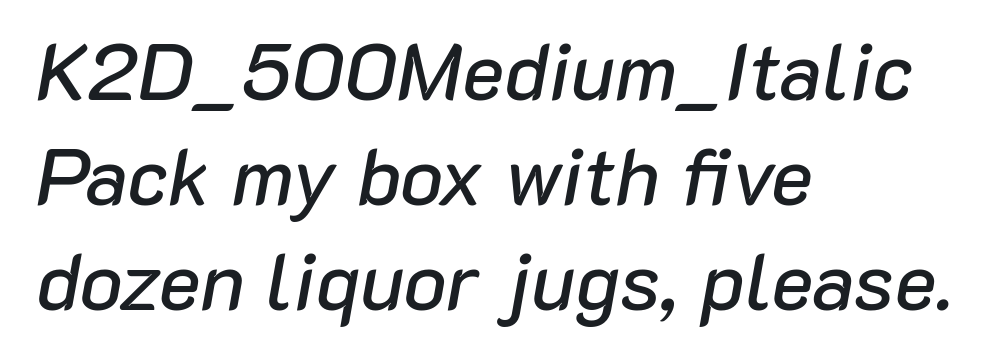 K2D_500Medium_Italic
Pack my box with five
dozen liquor jugs, please.